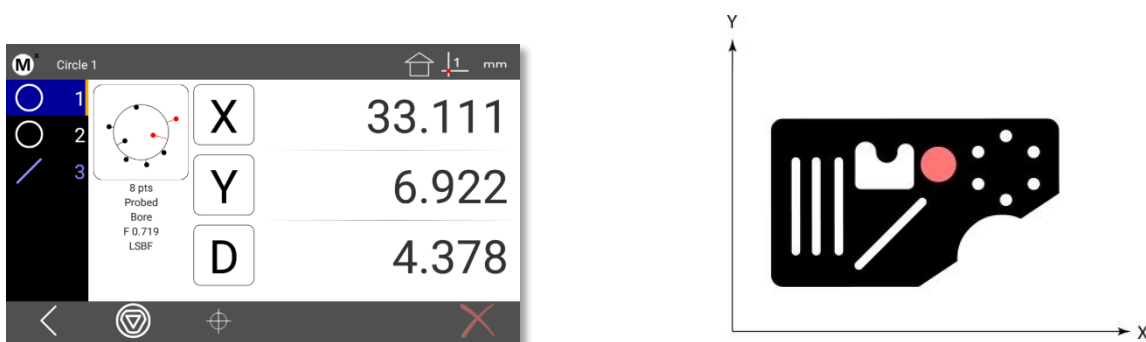 Y
M x Circle 1 1 mm
1 X 33.111
2
3
8 pts
Probed
Bore
F 0.719
LSBF
Y 6.922
D 4.378
X